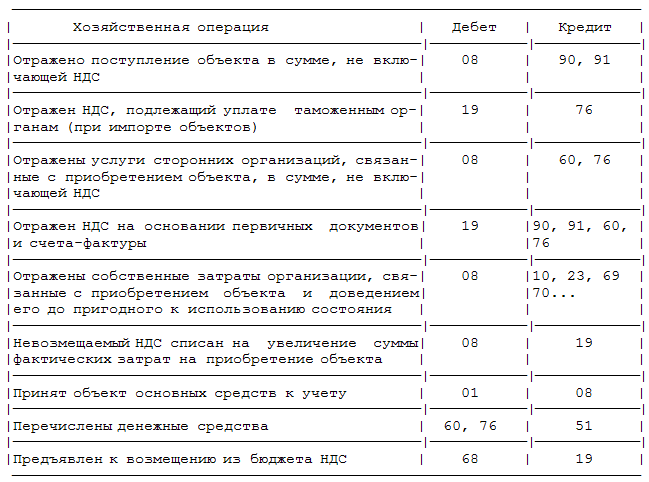 Хозяйственная операция | Дебет | Кредит
Отражено поступление объекта в сумме, не вклю- | 08 | 90, 91
чающей НДС
Отражен НДС, подлежащий уплате таможенным ор- | 19 | 76
ганам (при импорте объектов)
Отражены услуги сторонних организаций, связан- | 08 | 60, 76
ные с приобретением объекта, в сумме, не вклю-
чающей НДС
Отражен НДС на основании первичных документов | 19 | 90, 91, 60,
и счета-фактуры | | 76
Отражены собственные затраты организации, свя- | 08 | 10, 23, 69
занные с приобретением объекта и доведением | | 70...
его до пригодного к использованию состояния
Невозмещаемый НДС списан на увеличение суммы | 08 | 19
фактических затрат на приобретение объекта
Принят объект основных средств к учету | 01 | 08
Перечислены денежные средства | 60, 76 | 51
Предъявлен к возмещению из бюджета НДС | 68 | 19